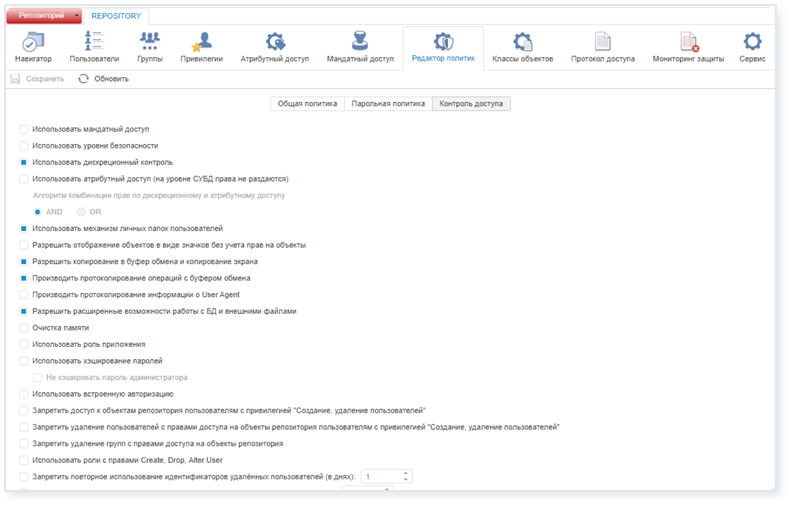 Репозиторий
REPOSITORY
Навигатор
Пользователи
Группы
Привилегии
Атрибутный доступ
Мандатный доступ
Редактор политик
Классы объектов
Протокол доступа
Мониторинг защиты
Сервис
Сохранить
Обновить
Общая политика
Парольная политика
Контроль доступа
Использовать мандатный доступ
Использовать уровни безопасности
Использовать дискреционный контроль
Использовать атрибутный доступ (на уровне СУБД права не раздаются)
Алгоритм комбинации прав по дискреционному и атрибутному доступу
AND
OR
Использовать механизм личных папок пользователей
Разрешить отображение объектов в виде значков без учета прав на объекты
Разрешить копирование в буфер обмена и копирование экрана
Производить протоколирование операций с буфером обмена
Производить протоколирование информации о User Agent
Разрешить расширенные возможности работы с БД и внешними файлами
Очистка памяти
Использовать роль приложения
Использовать хэширование паролей
Не хэшировать пароль администратора
Использовать встроенную авторизацию
Запретить доступ к объектам репозитория пользователям с привилегией "Создание, удаление пользователей"
Запретить удаление пользователей с правами доступа на объекты репозитория пользователям с привилегией "Создание, удаление пользователей"
Запретить удаление групп с правами доступа на объекты репозитория
Использовать роли с правами Create, Drop, Alter User
Запретить повторное использование идентификаторов удалённых пользователей (в днях): 1